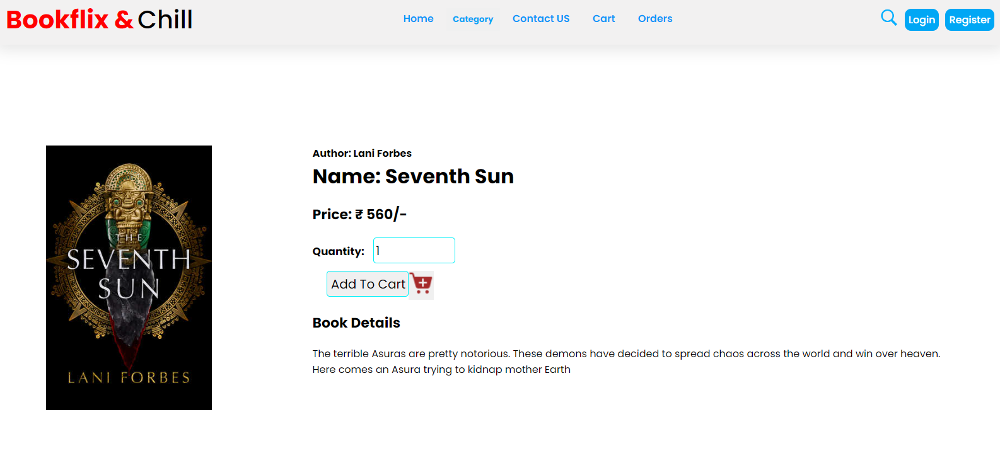 Bookflix & Chill
Home Category Contact US Cart Orders Login Register
THE
SEVENTH
SUN
LANI FORBES
Author: Lani Forbes
Name: Seventh Sun
Price: ₹ 560/-
Quantity: 1
Add To Cart
Book Details
The terrible Asuras are pretty notorious. These demons have decided to spread chaos across the world and win over heaven.
Here comes an Asura trying to kidnap mother Earth